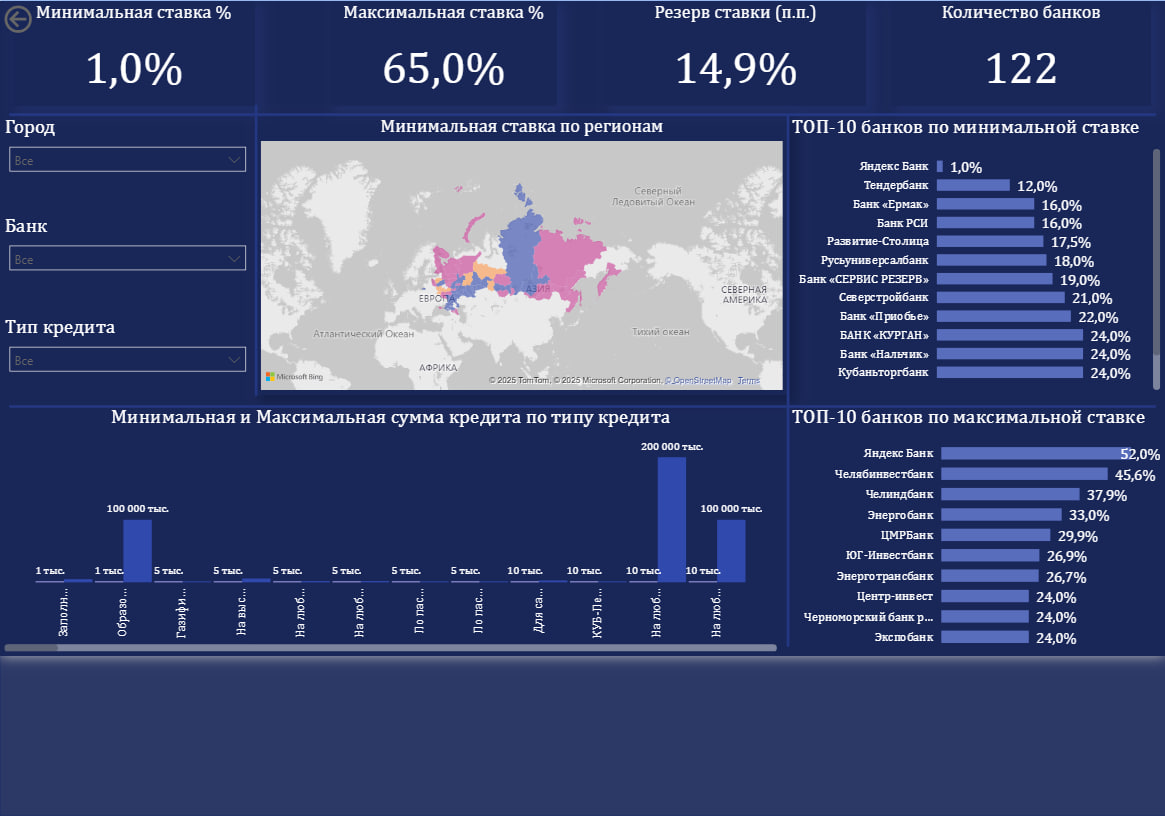 Минимальная ставка %
1,0%
Максимальная ставка %
65,0%
Резерв ставки (п.п.)
14,9%
Количество банков
122
Город
Все
Банк
Все
Тип кредита
Все
Минимальная ставка по регионам
Северный
Ледовитый Океан
ЕВРОПА
АЗИЯ
СЕВЕРНАЯ
АМЕРИКА
Атлантический Океан
Тихий океан
АФРИКА
Microsoft Bing
© 2025 TomTom, © 2025 Microsoft Corporation, © OpenStreetMap Terms
ТОП-10 банков по минимальной ставке
Яндекс Банк 1,0%
Тендербанк 12,0%
Банк «Ермак» 16,0%
Банк РСИ 16,0%
Развитие-Столица 17,5%
Русьуниверсалбанк 18,0%
Банк «СЕРВИС РЕЗЕРВ» 19,0%
Северстройбанк 21,0%
Банк «Приобье» 22,0%
БАНК «КУРГАН» 24,0%
Банк «Нальчик» 24,0%
Кубаньторгбанк 24,0%
Минимальная и Максимальная сумма кредита по типу кредита
200 000 тыс.
100 000 тыс.
100 000 тыс.
1 тыс. 1 тыс. 5 тыс. 5 тыс. 5 тыс. 5 тыс. 5 тыс. 5 тыс. 10 тыс. 10 тыс. 10 тыс. 10 тыс.
Заполн...
Образо...
Газифи...
На выс...
На люб...
На люб...
По пас...
По пас...
Для са...
КУБ-Пе...
На люб...
На люб...
ТОП-10 банков по максимальной ставке
Яндекс Банк 52,0%
Челябинвестбанк 45,6%
Челиндбанк 37,9%
Энергобанк 33,0%
ЦМРБанк 29,9%
ЮГ-Инвестбанк 26,9%
Энерготрансбанк 26,7%
Центр-инвест 24,0%
Черноморский банк р... 24,0%
Экспобанк 24,0%